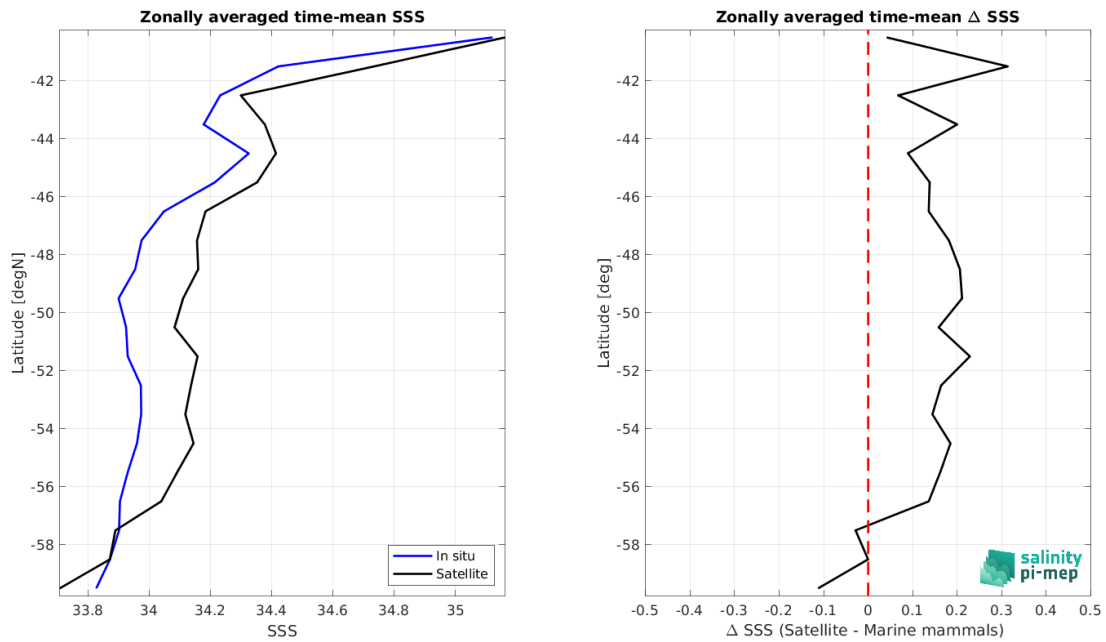 Zonally averaged time-mean SSS
-42
-44
-46
-48
-50
-52
-54
-56
-58
Latitude [degN]
33.8 34 34.2 34.4 34.6 34.8 35
SSS
In situ
Satellite
Zonally averaged time-mean Δ SSS
-42
-44
-46
-48
-50
-52
-54
-56
-58
Latitude [deg]
-0.5 -0.4 -0.3 -0.2 -0.1 0 0.1 0.2 0.3 0.4 0.5
Δ SSS (Satellite - Marine mammals)
salinity
pi-mep